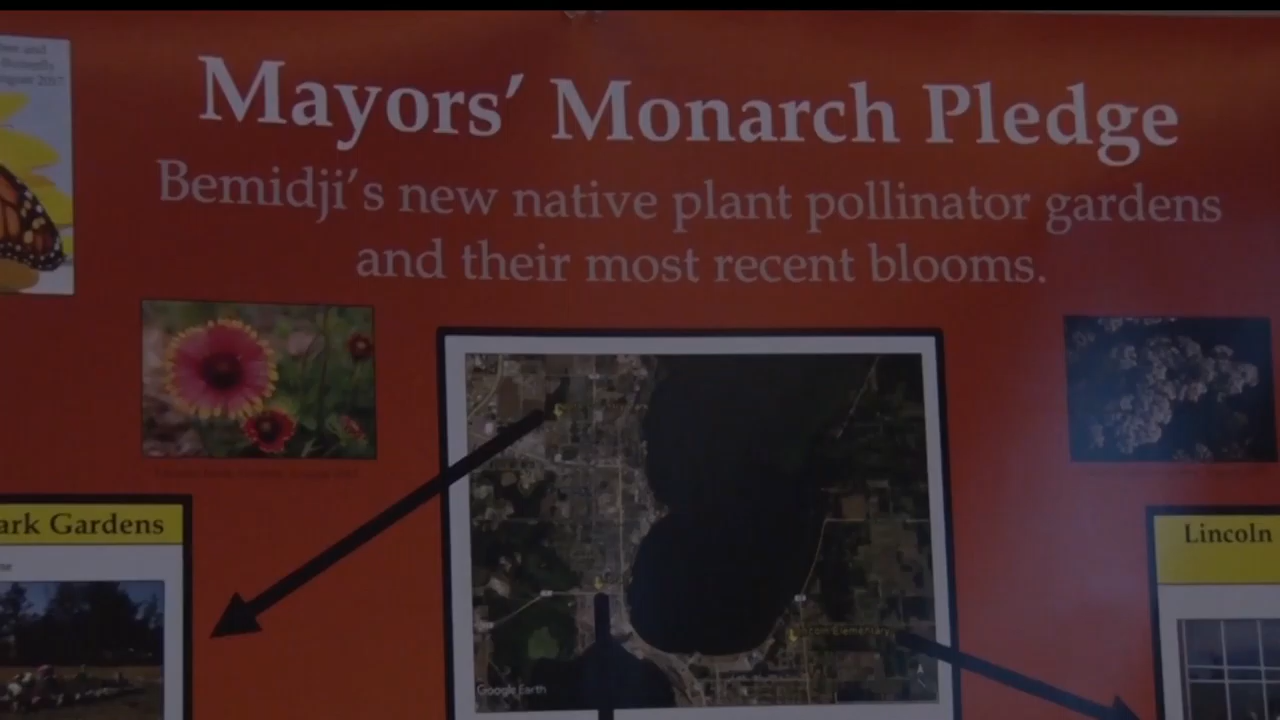 Mayors' Monarch Pledge
Bemidji's new native plant pollinator gardens
and their most recent blooms.
ark Gardens
Lincoln
Elementary
Google Earth